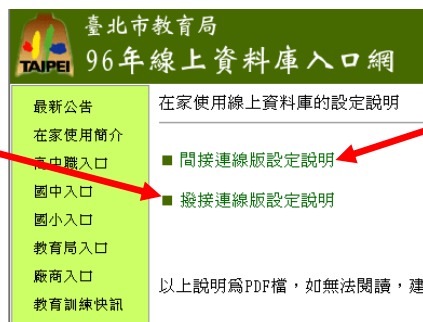 臺北市教育局
TAIPEI 96年線上資料庫入口網
最新公告
在家使用簡介
高中職入口
國中入口
國小入口
教育局入口
廠商入口
教育訓練快訊
在家使用線上資料庫的設定說明
■ 間接連線版設定說明
■ 撥接連線版設定說明
以上說明爲PDF檔，如無法閱讀，建